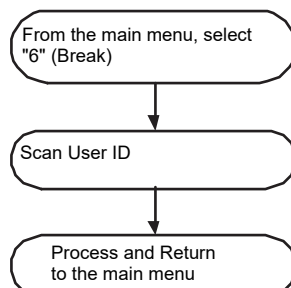 From the main menu, select
"6" (Break)
Scan User ID
Process and Return
to the main menu